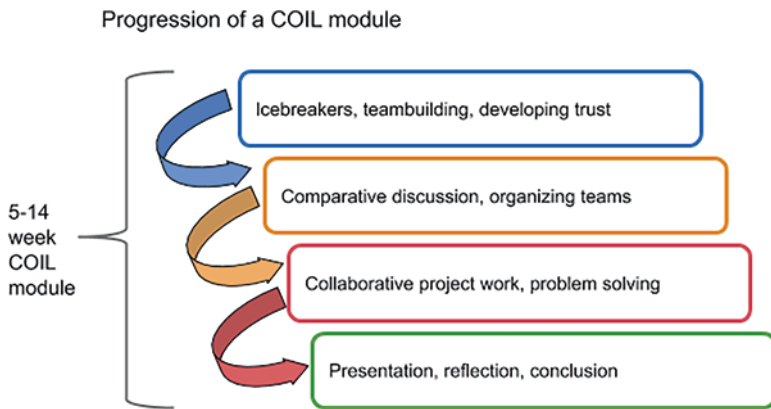 Progression of a COIL module
Icebreakers, teambuilding, developing trust
Comparative discussion, organizing teams
5-14
week
COIL
module
Collaborative project work, problem solving
Presentation, reflection, conclusion